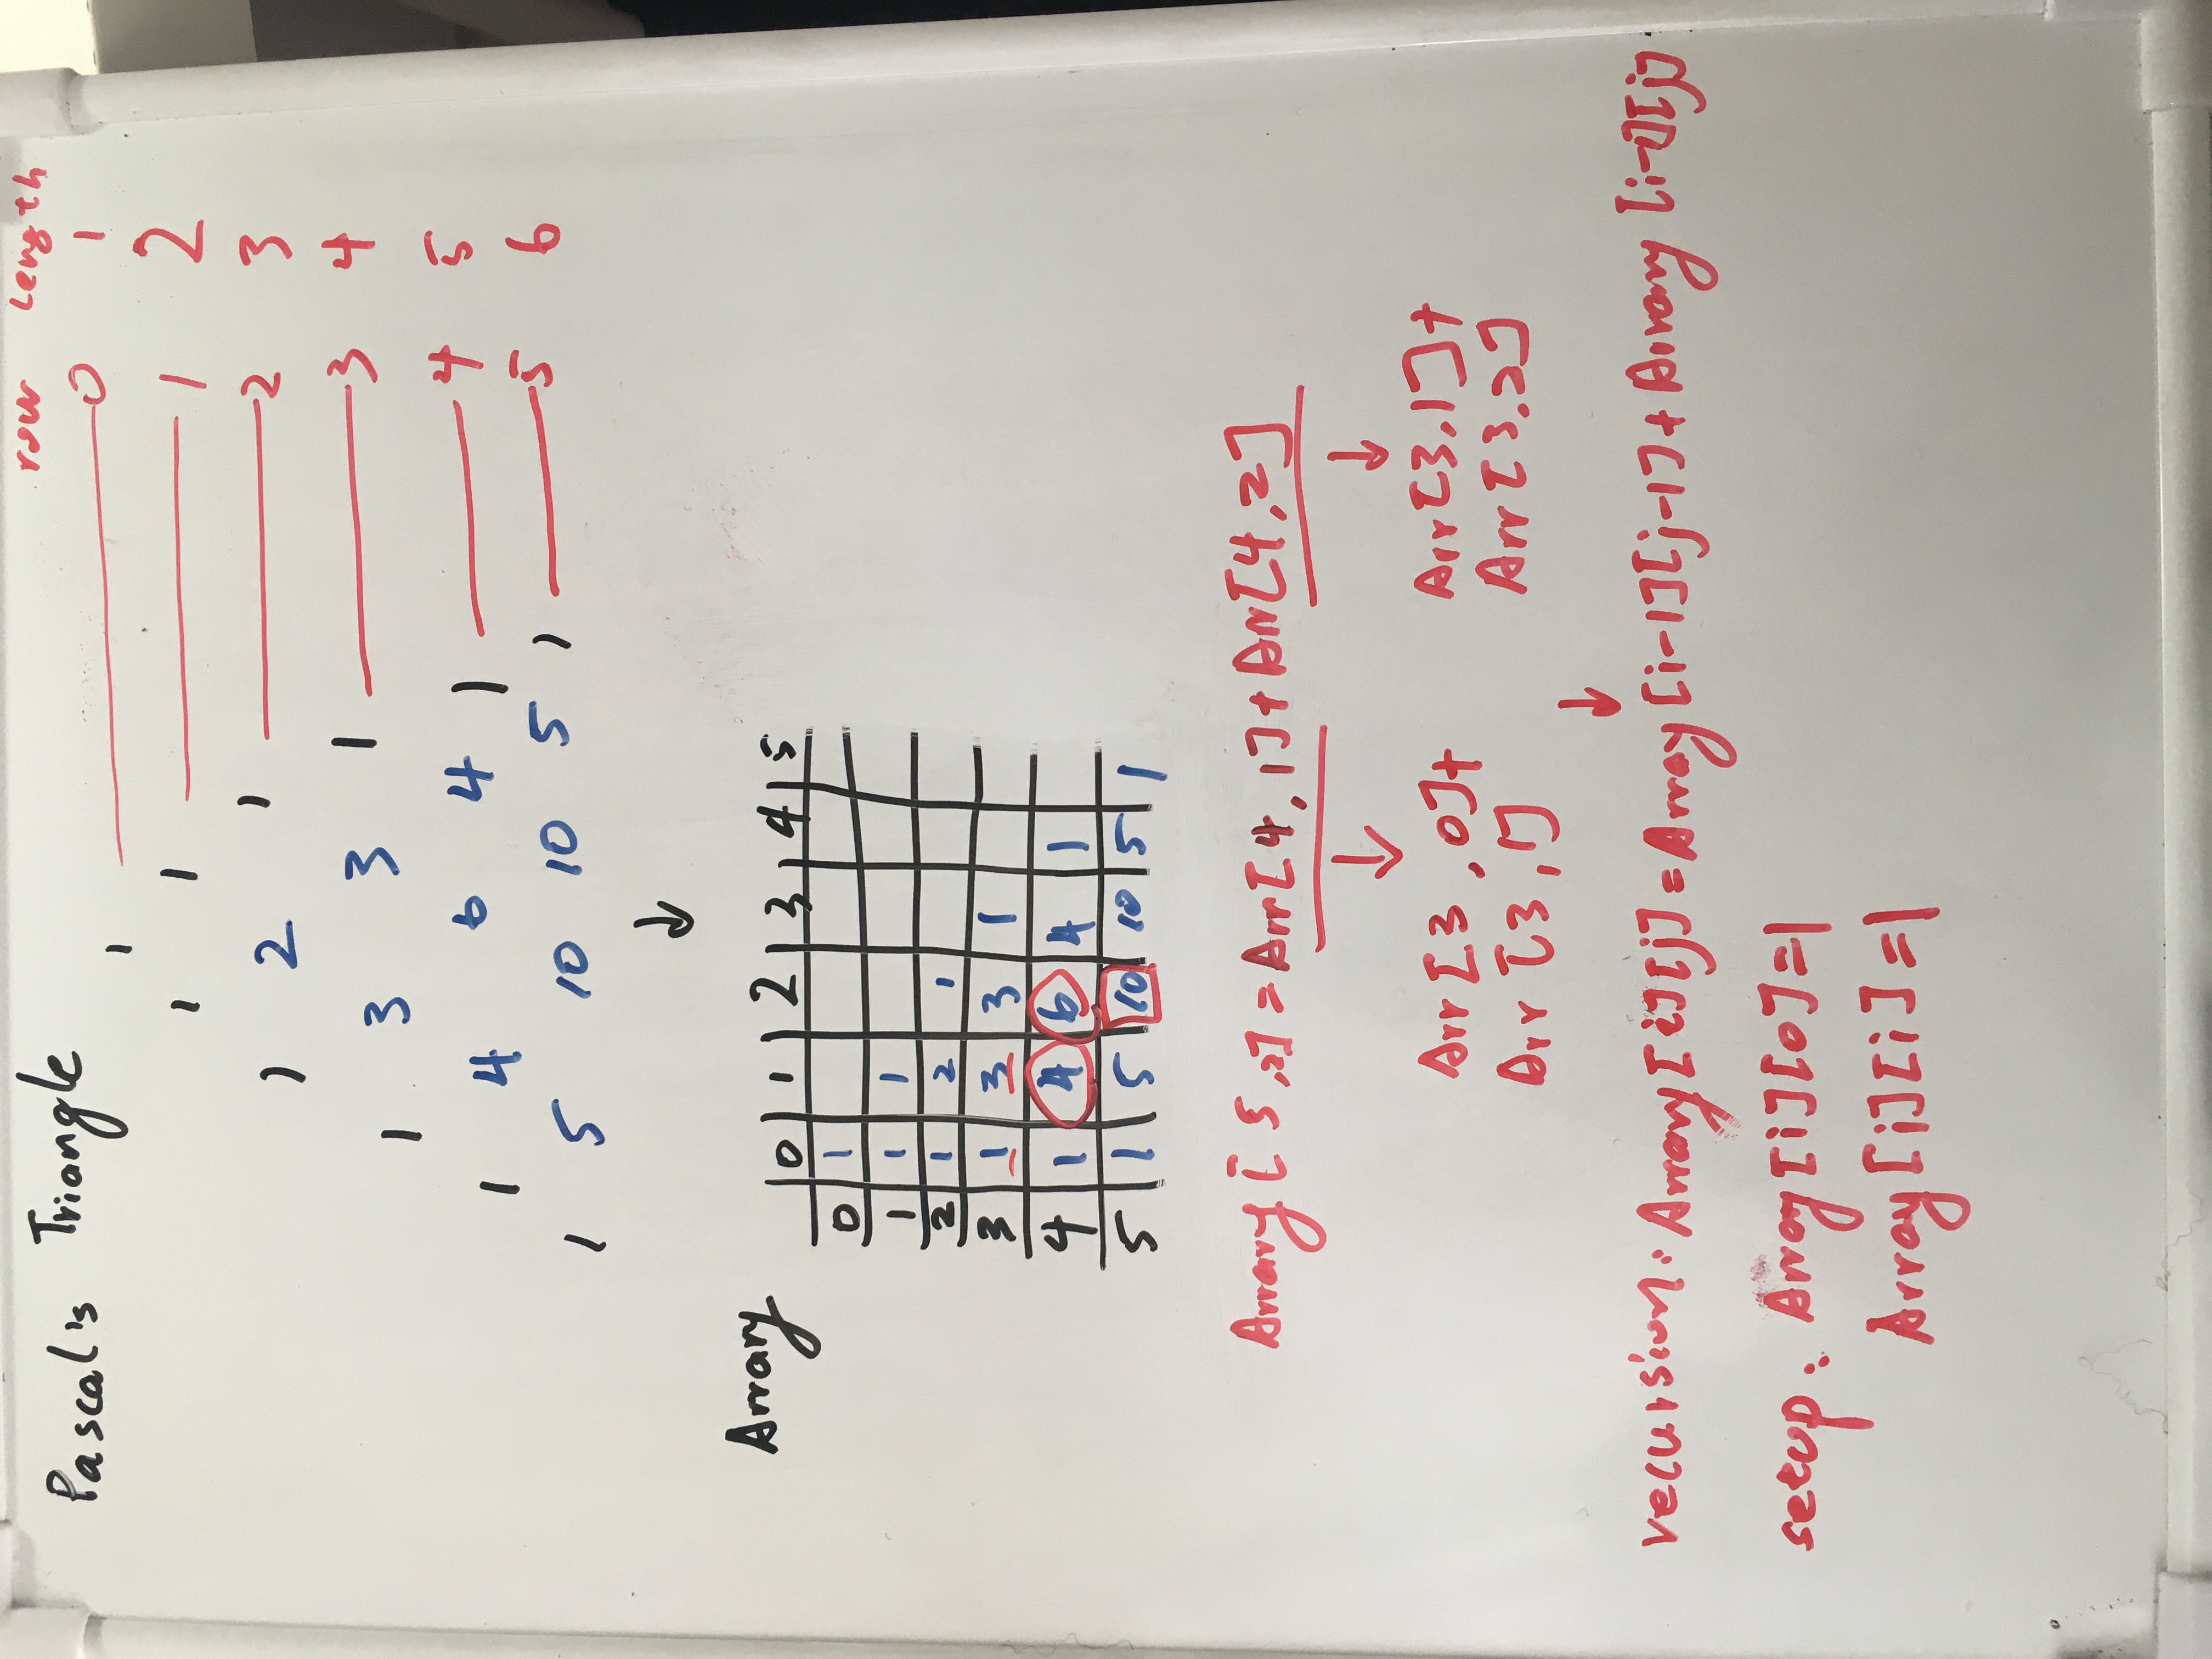 Pascal's Triangle row length
1 0 1
1 1 1 2
1 2 1 2 3
1 3 3 1 3 4
1 4 6 4 1 4 5
1 5 10 10 5 1 5 6
↓
Arrary
0 1 2 3 4 5
0 1
1 1 1
2 1 2 1
3 1 3 3 1
4 1 4 6 4 1
5 1 5 10 10 5 1
Arrary [5,2] = Arr[4,1] + Arr[4,2]
↓ ↓
Arr[3,0]+ Arr[3,1]+
Arr[3,1] Arr[3,2]
↓
recursion: Arrary[i][j] = Array[i-1][j-1] + Array [i-1][j]
setup: Array[i][0]=1
Array[i][i]=1